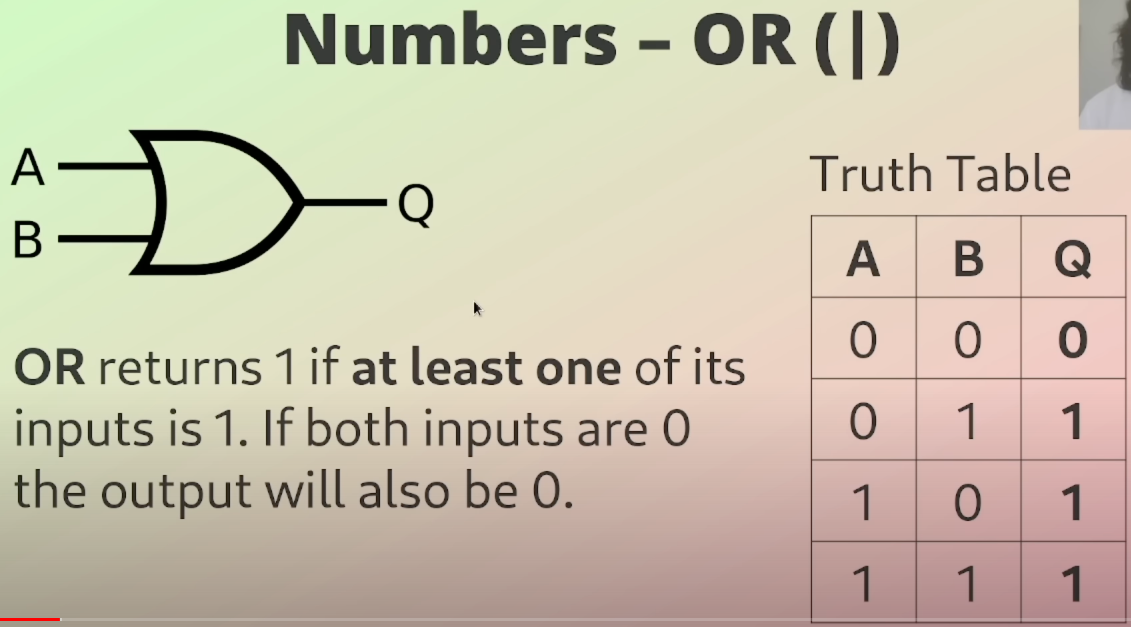 Numbers – OR (|)
A
B
Q
OR returns 1 if at least one of its
inputs is 1. If both inputs are 0
the output will also be 0.
Truth Table
A B Q
0 0 0
0 1 1
1 0 1
1 1 1